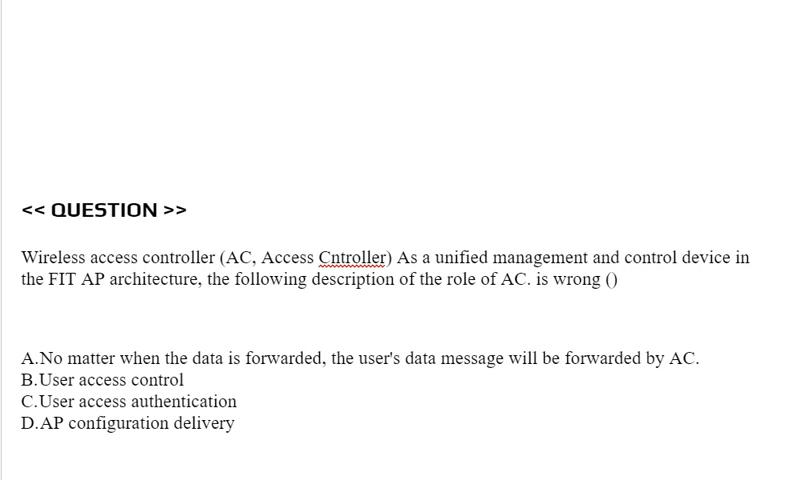 << QUESTION >>
Wireless access controller (AC, Access Cntroller) As a unified management and control device in
the FIT AP architecture, the following description of the role of AC. is wrong ()
A.No matter when the data is forwarded, the user's data message will be forwarded by AC.
B.User access control
C.User access authentication
D.AP configuration delivery